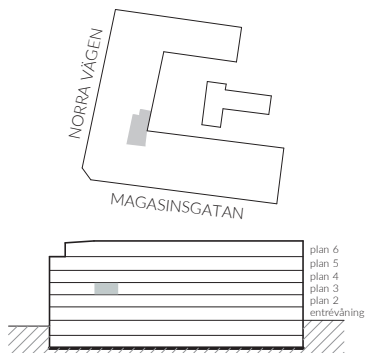 NORRA VÄGEN
MAGASINSGATAN
plan 6
plan 5
plan 4
plan 3
plan 2
entrévåning